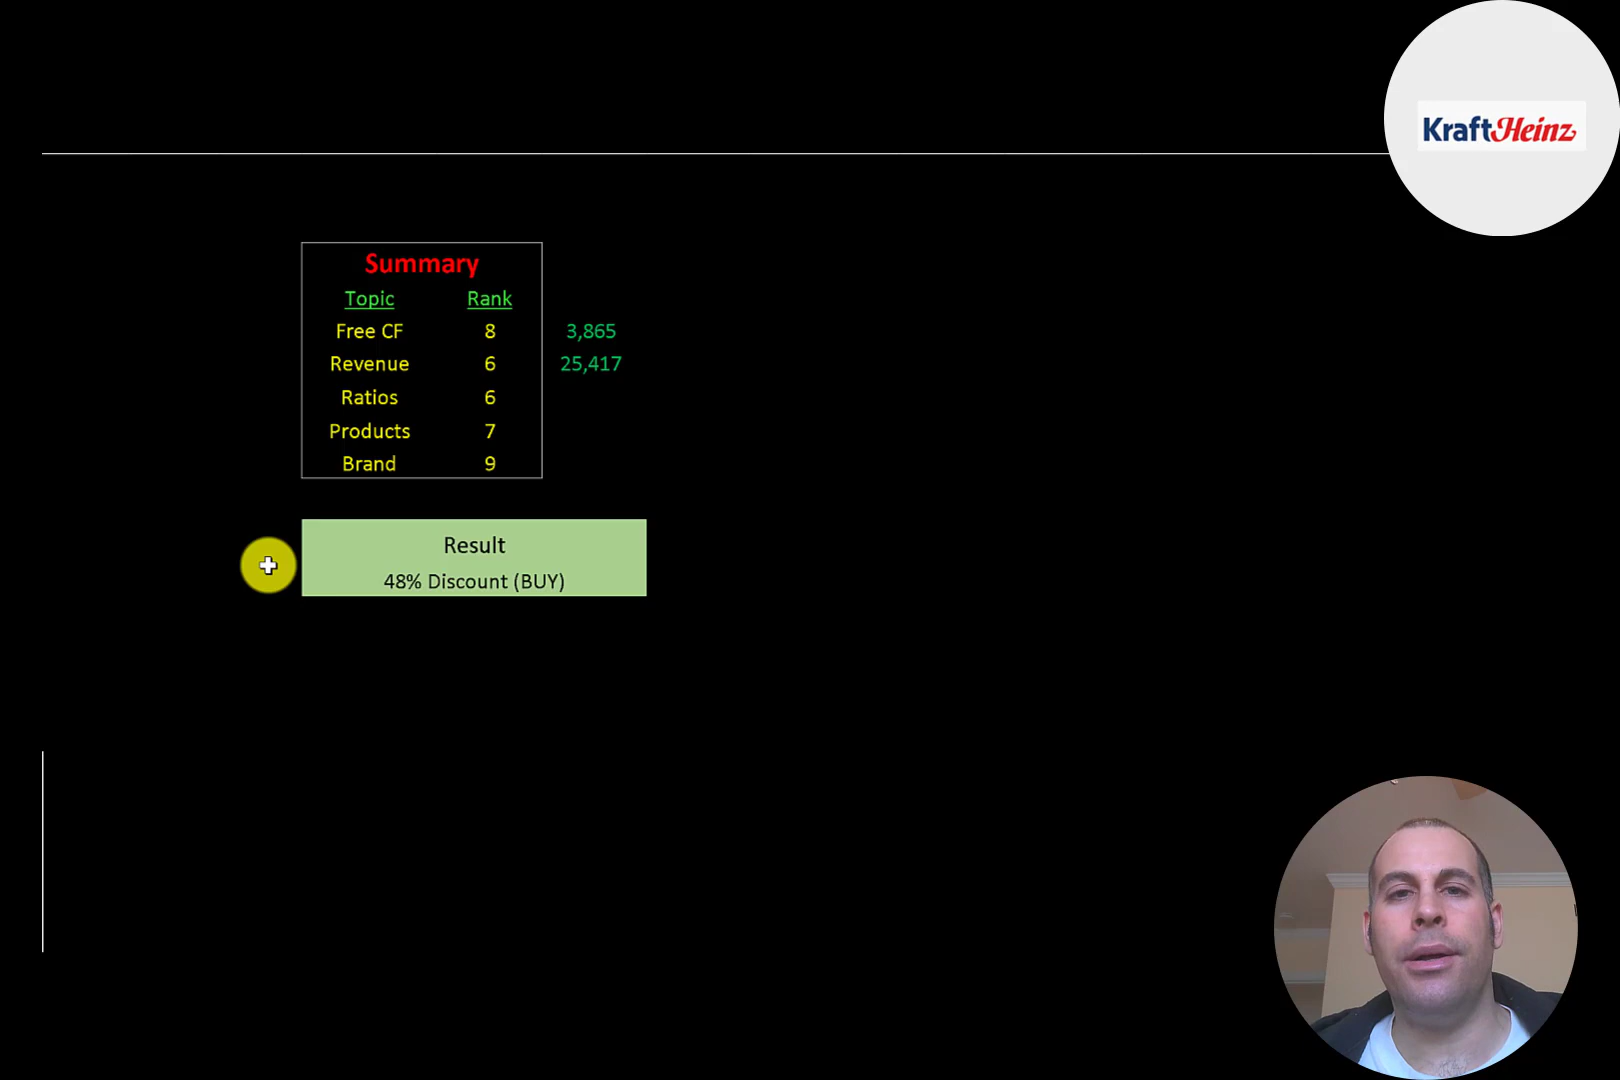 KraftHeinz
Summary
Topic Rank
Free CF 8 3,865
Revenue 6 25,417
Ratios 6
Products 7
Brand 9
Result
48% Discount (BUY)